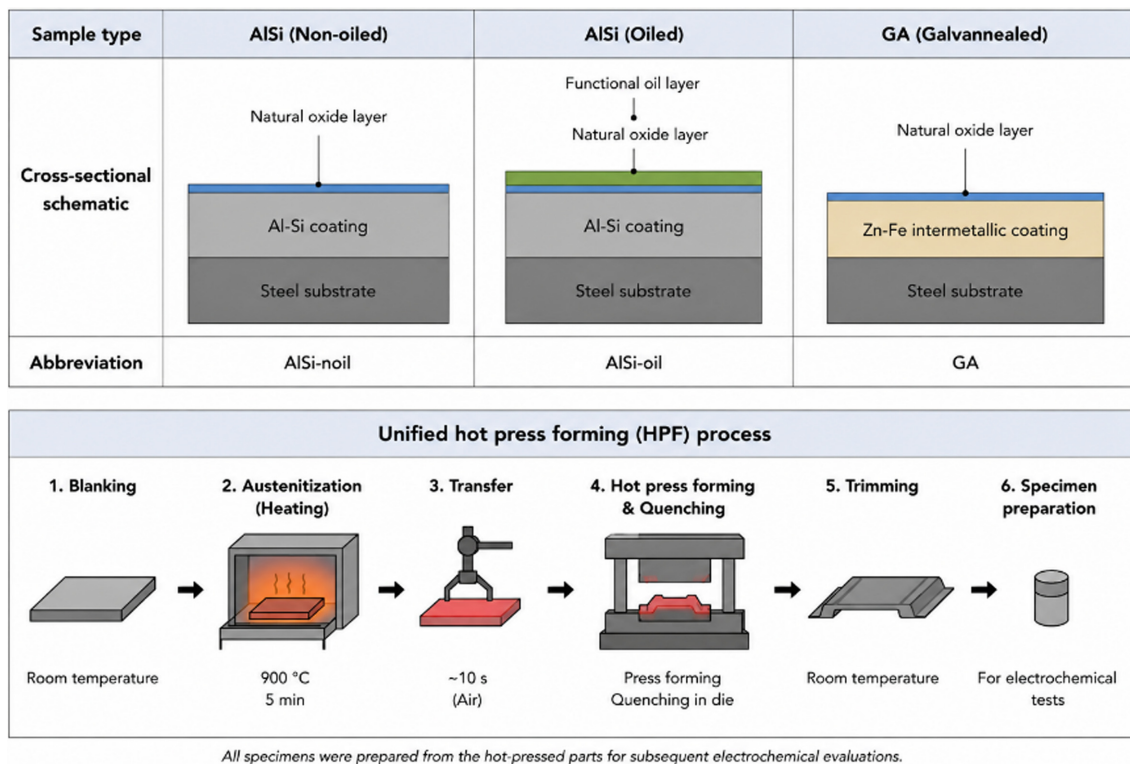 Sample type
AlSi (Non-oiled)
AlSi (Oiled)
GA (Galvannealed)
Cross-sectional
schematic
Natural oxide layer
Al-Si coating
Steel substrate
Functional oil layer
Natural oxide layer
Al-Si coating
Steel substrate
Natural oxide layer
Zn-Fe intermetallic coating
Steel substrate
Abbreviation
AlSi-noil
AlSi-oil
GA
Unified hot press forming (HPF) process
1. Blanking
Room temperature
2. Austenitization
(Heating)
900 °C
5 min
3. Transfer
~10 s
(Air)
4. Hot press forming
& Quenching
Press forming
Quenching in die
5. Trimming
Room temperature
6. Specimen
preparation
For electrochemical
tests
All specimens were prepared from the hot-pressed parts for subsequent electrochemical evaluations.